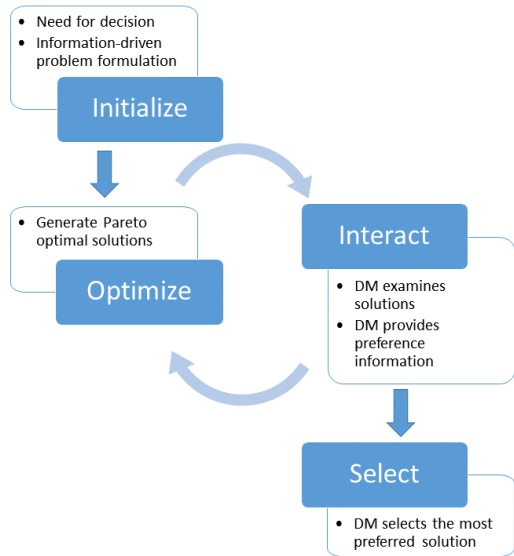 • Need for decision
• Information-driven
problem formulation
Initialize
• Generate Pareto
optimal solutions
Optimize
Interact
• DM examines
solutions
• DM provides
preference
information
Select
• DM selects the most
preferred solution